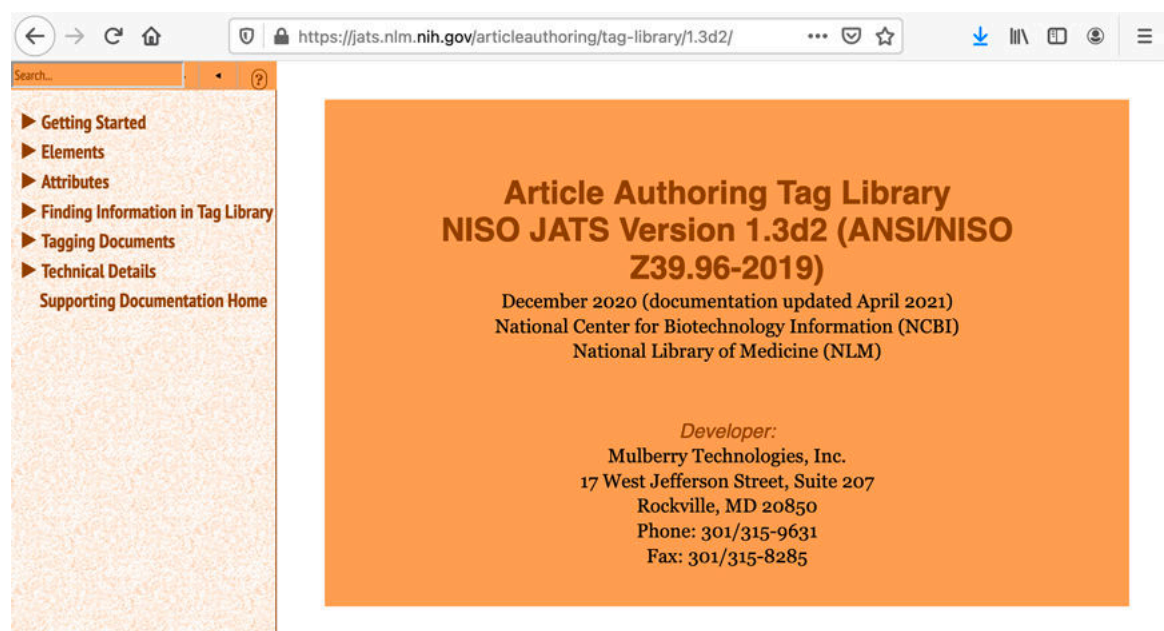 https://jats.nlm.nih.gov/articleauthoring/tag-library/1.3d2/
Search...
Getting Started
Elements
Attributes
Finding Information in Tag Library
Tagging Documents
Technical Details
Supporting Documentation Home
Article Authoring Tag Library
NISO JATS Version 1.3d2 (ANSI/NISO
Z39.96-2019)
December 2020 (documentation updated April 2021)
National Center for Biotechnology Information (NCBI)
National Library of Medicine (NLM)
Developer:
Mulberry Technologies, Inc.
17 West Jefferson Street, Suite 207
Rockville, MD 20850
Phone: 301/315-9631
Fax: 301/315-8285